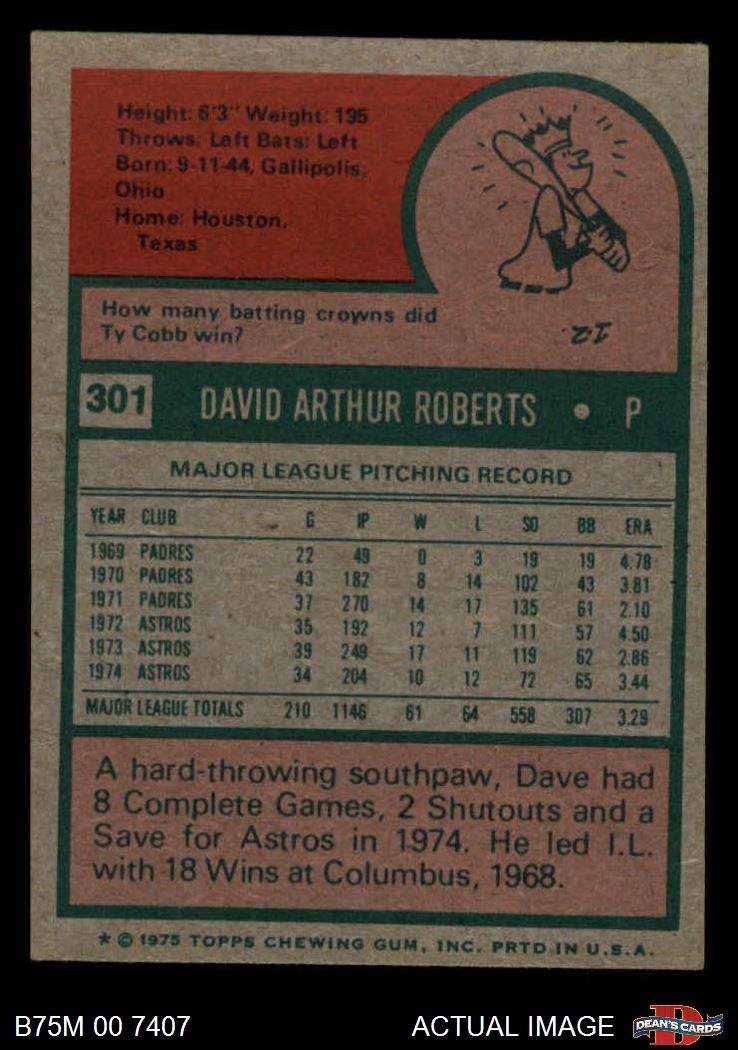 Height: 6'3" Weight: 195
Throws: Left Bats: Left
Born: 9-11-44, Gallipolis,
Ohio
Home: Houston,
Texas
How many batting crowns did
Ty Cobb win?
12.
301 DAVID ARTHUR ROBERTS • P
MAJOR LEAGUE PITCHING RECORD
YEAR CLUB G IP W L SO BB ERA
1969 PADRES 22 49 0 3 19 19 4.78
1970 PADRES 43 182 8 14 102 43 3.81
1971 PADRES 37 270 14 17 135 61 2.10
1972 ASTROS 35 192 12 7 111 57 4.50
1973 ASTROS 39 249 17 11 119 62 2.86
1974 ASTROS 34 204 10 12 72 65 3.44
MAJOR LEAGUE TOTALS 210 1146 61 64 558 307 3.29
A hard-throwing southpaw, Dave had
8 Complete Games, 2 Shutouts and a
Save for Astros in 1974. He led I.L.
with 18 Wins at Columbus, 1968.
* © 1975 TOPPS CHEWING GUM, INC. PRTD IN U.S.A.
B75M 00 7407 ACTUAL IMAGE DEAN'S CARDS